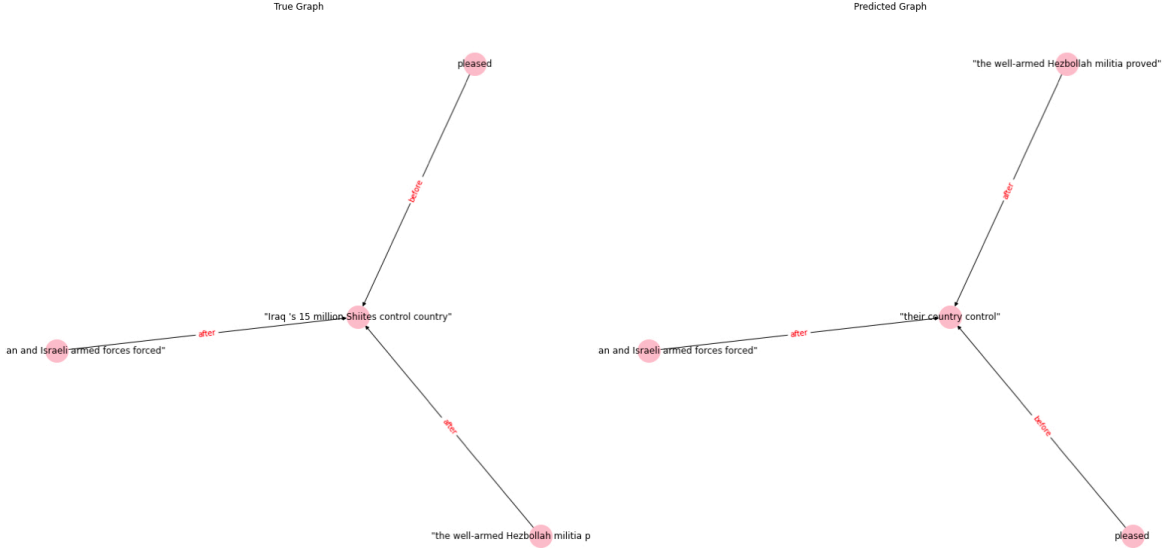 True Graph
pleased
before
"Iraq 's 15 million Shiites control country"
after
an and Israeli armed forces forced"
after
"the well-armed Hezbollah militia p
Predicted Graph
"the well-armed Hezbollah militia proved"
after
"their country control"
after
an and Israeli armed forces forced"
before
pleased